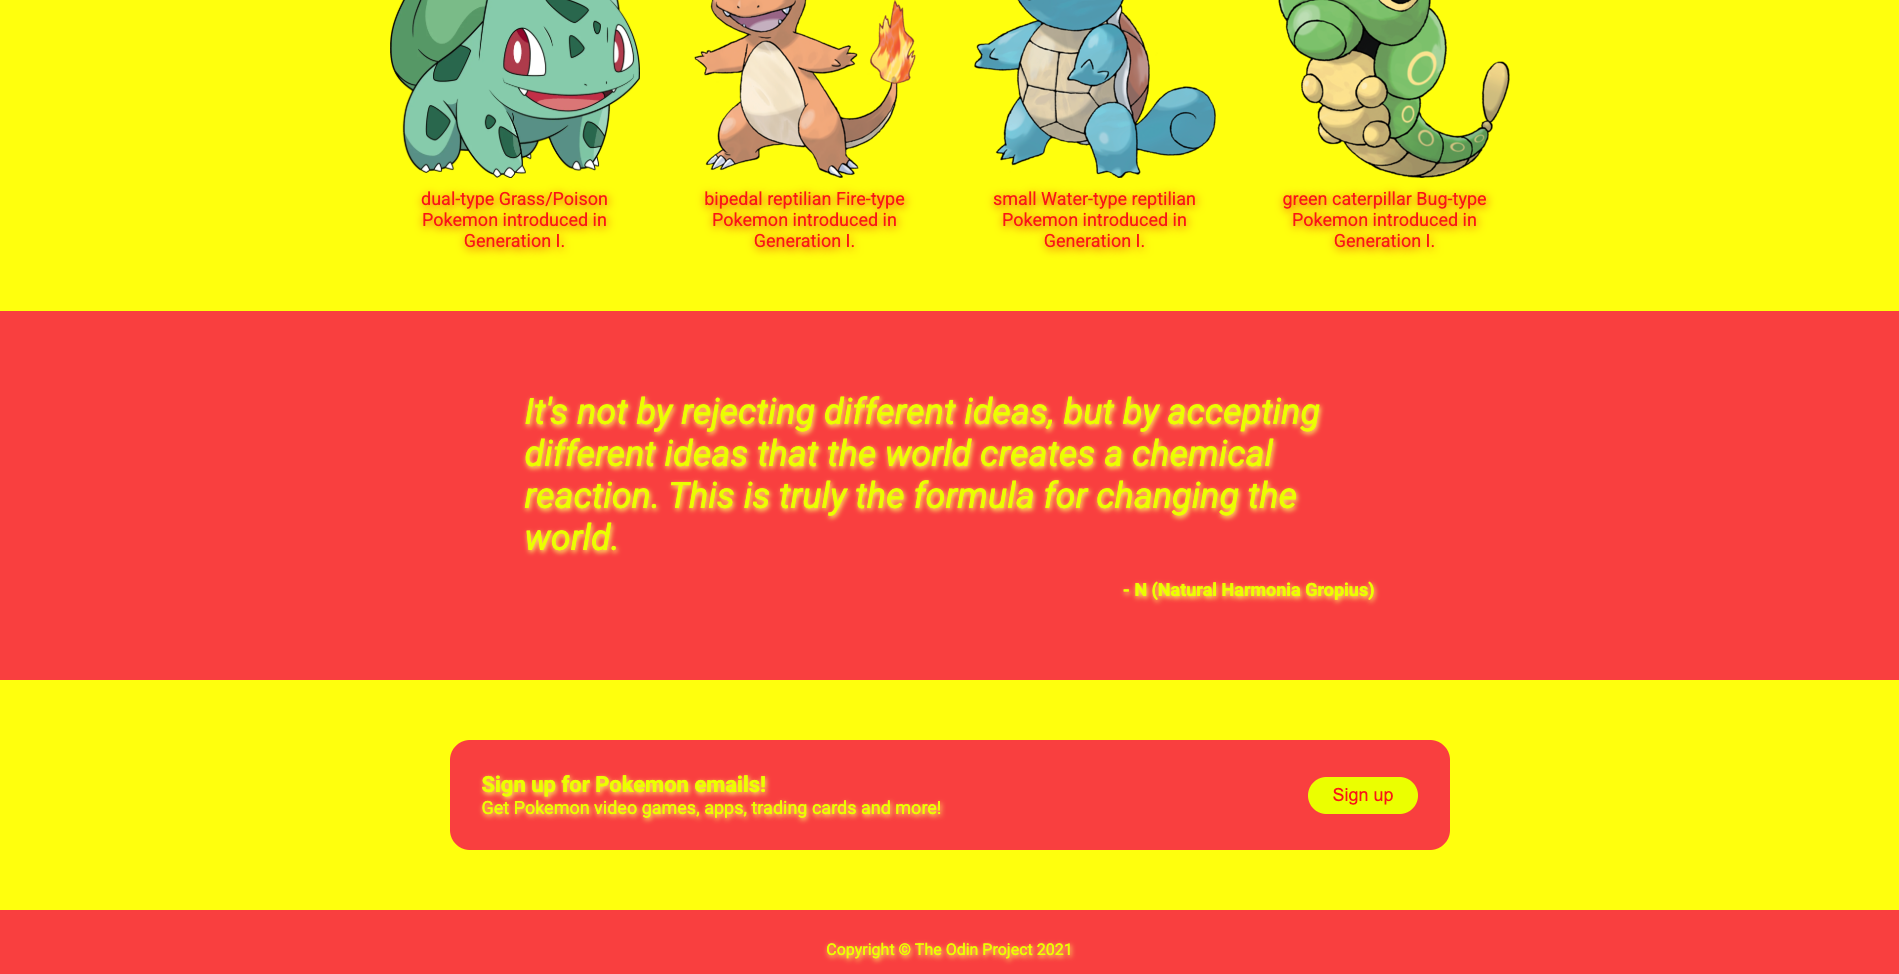 dual-type Grass/Poison
Pokemon introduced in
Generation I.
bipedal reptilian Fire-type
Pokemon introduced in
Generation I.
small Water-type reptilian
Pokemon introduced in
Generation I.
green caterpillar Bug-type
Pokemon introduced in
Generation I.
It's not by rejecting different ideas, but by accepting
different ideas that the world creates a chemical
reaction. This is truly the formula for changing the
world.
- N (Natural Harmonia Gropius)
Sign up for Pokemon emails!
Get Pokemon video games, apps, trading cards and more!
Sign up
Copyright © The Odin Project 2021